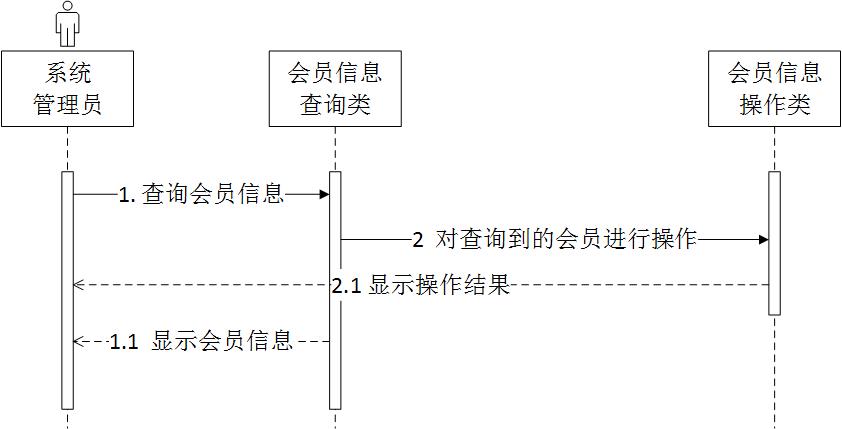 系统
管理员
会员信息
查询类
会员信息
操作类
1. 查询会员信息
2 对查询到的会员进行操作
2.1 显示操作结果
1.1 显示会员信息